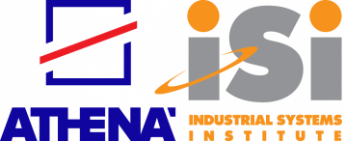 ATHENA
iSi
INDUSTRIAL SYSTEMS
INSTITUTE